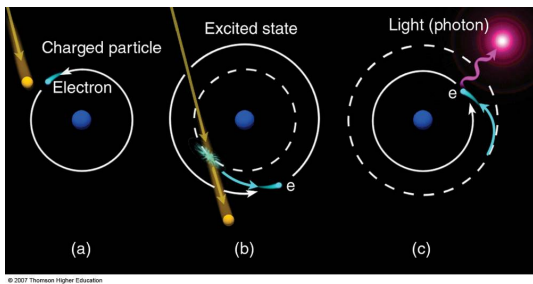 Charged particle
Electron
(a)
Excited state
e
(b)
Light (photon)
e
(c)
© 2007 Thomson Higher Education